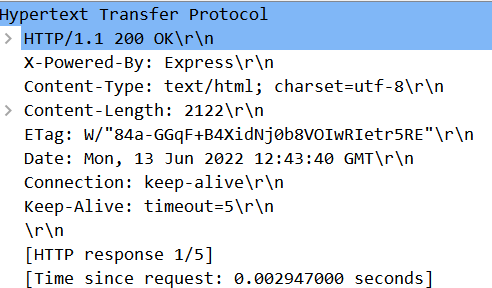 Hypertext Transfer Protocol
HTTP/1.1 200 OK\r\n
X-Powered-By: Express\r\n
Content-Type: text/html; charset=utf-8\r\n
Content-Length: 2122\r\n
ETag: W/"84a-GGqF+B4XidNj0b8VOIwRIetr5RE"\r\n
Date: Mon, 13 Jun 2022 12:43:40 GMT\r\n
Connection: keep-alive\r\n
Keep-Alive: timeout=5\r\n
\r\n
[HTTP response 1/5]
[Time since request: 0.002947000 seconds]